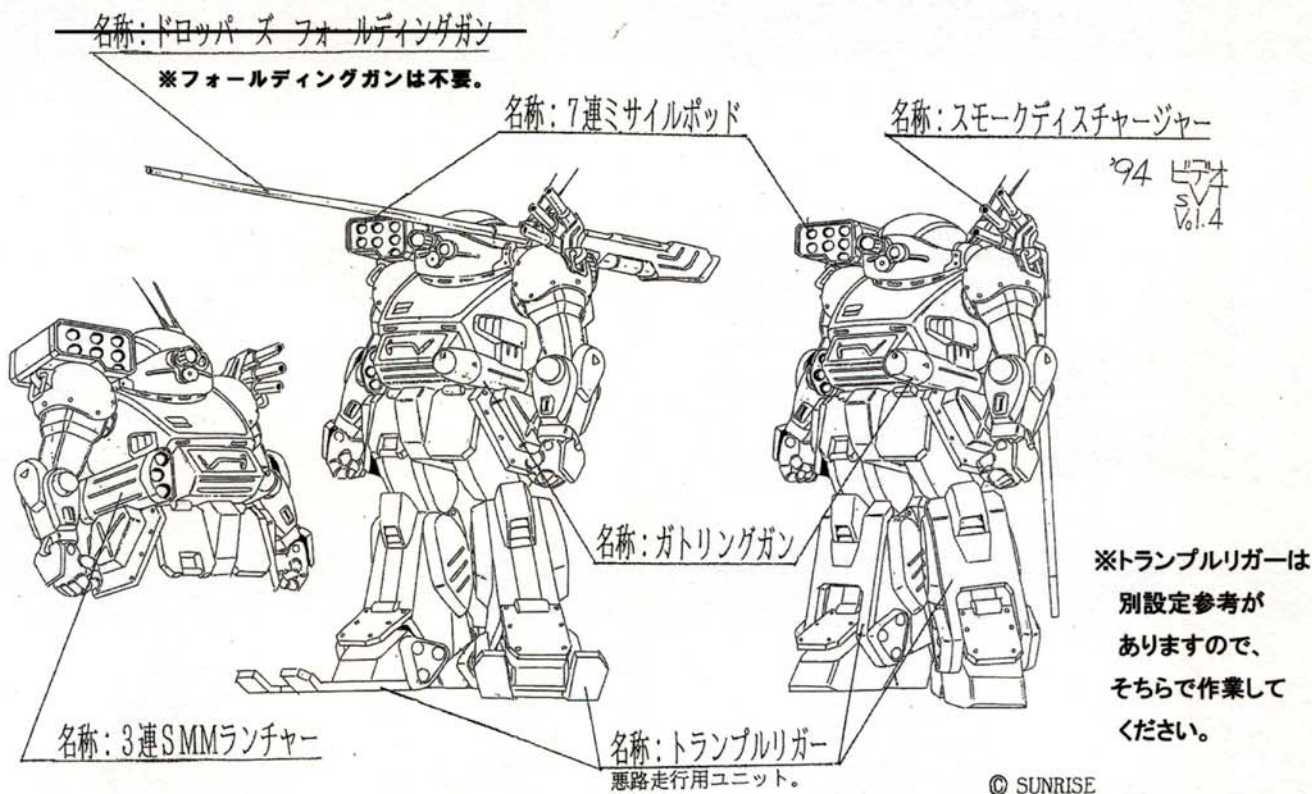 名称：ドロッパーズ フォールディングガン
※フォールディングガンは不要。
名称：7連ミサイルポッド
名称：スモークディスチャージャー
'94 ビデオ
Vol.4
名称：ガトリングガン
※トランプルリガーは
別設定参考が
ありますので、
そちらで作業して
ください。
名称：3連SMMランチャー
名称：トランプルリガー
悪路走行用ユニット。
© SUNRISE